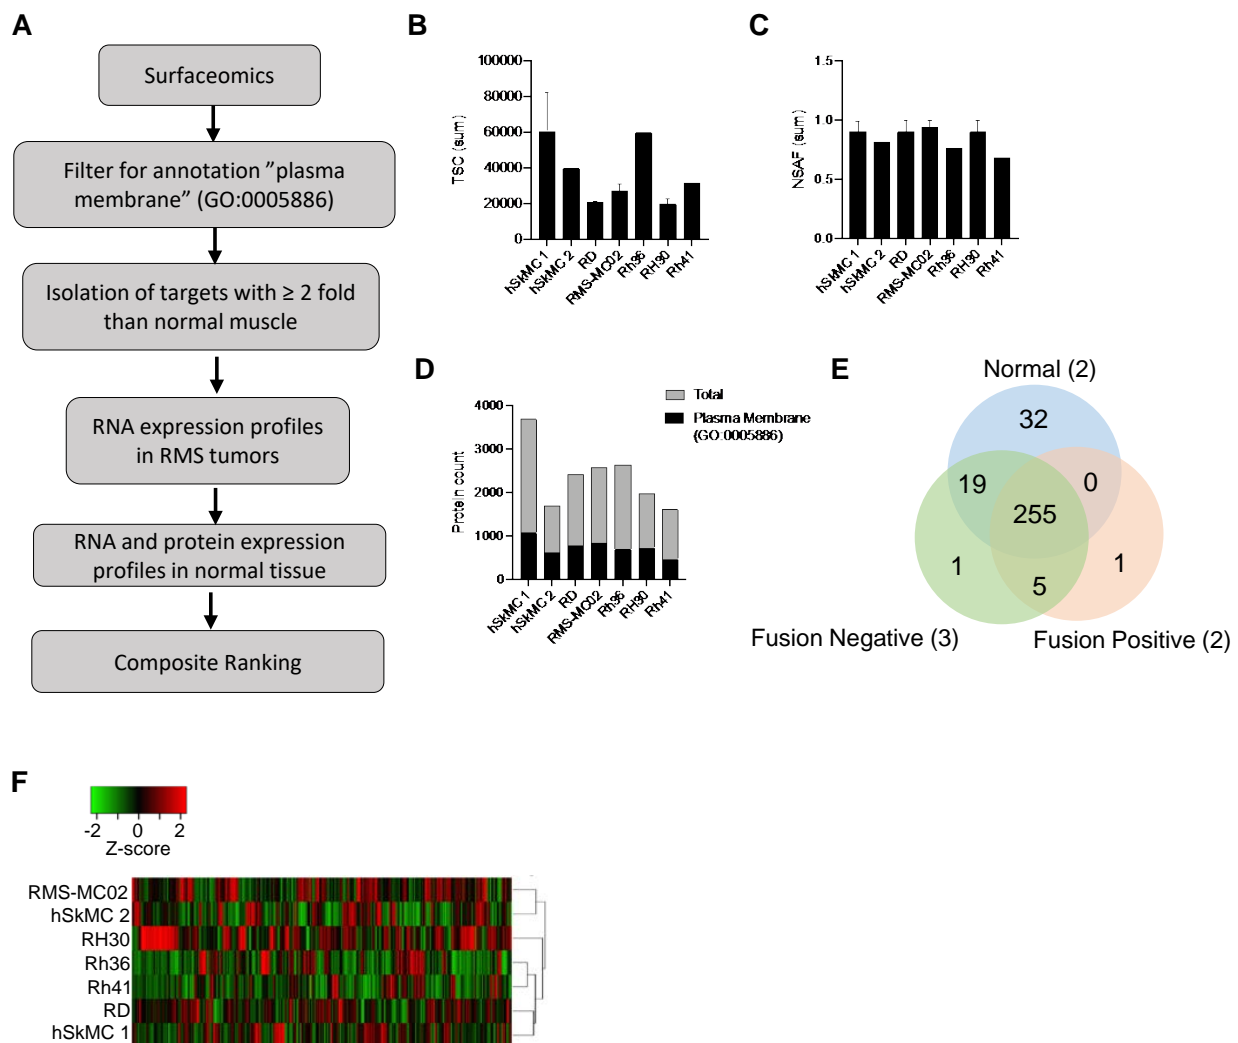 A
Surfaceomics
Filter for annotation ”plasma
membrane” (GO:0005886)
Isolation of targets with ≥ 2 fold
than normal muscle
RNA expression profiles
in RMS tumors
RNA and protein expression
profiles in normal tissue
Composite Ranking
B
TSC (sum)
100000
80000
60000
40000
20000
0
hSkMC 1
hSkMC 2
RD
RMS-MC02
Rh36
RH30
Rh41
C
NSAF (sum)
1.5
1.0
0.5
0.0
hSkMC 1
hSkMC 2
RD
RMS-MC02
Rh36
RH30
Rh41
D
Total
Plasma Membrane
(GO:0005886)
Protein count
4000
3000
2000
1000
0
hSkMC 1
hSkMC 2
RD
RMS-MC02
Rh36
RH30
Rh41
E
Normal (2)
32
19
0
255
1
5
1
Fusion Negative (3)
Fusion Positive (2)
F
-2 0 2
Z-score
RMS-MC02
hSkMC 2
RH30
Rh36
Rh41
RD
hSkMC 1